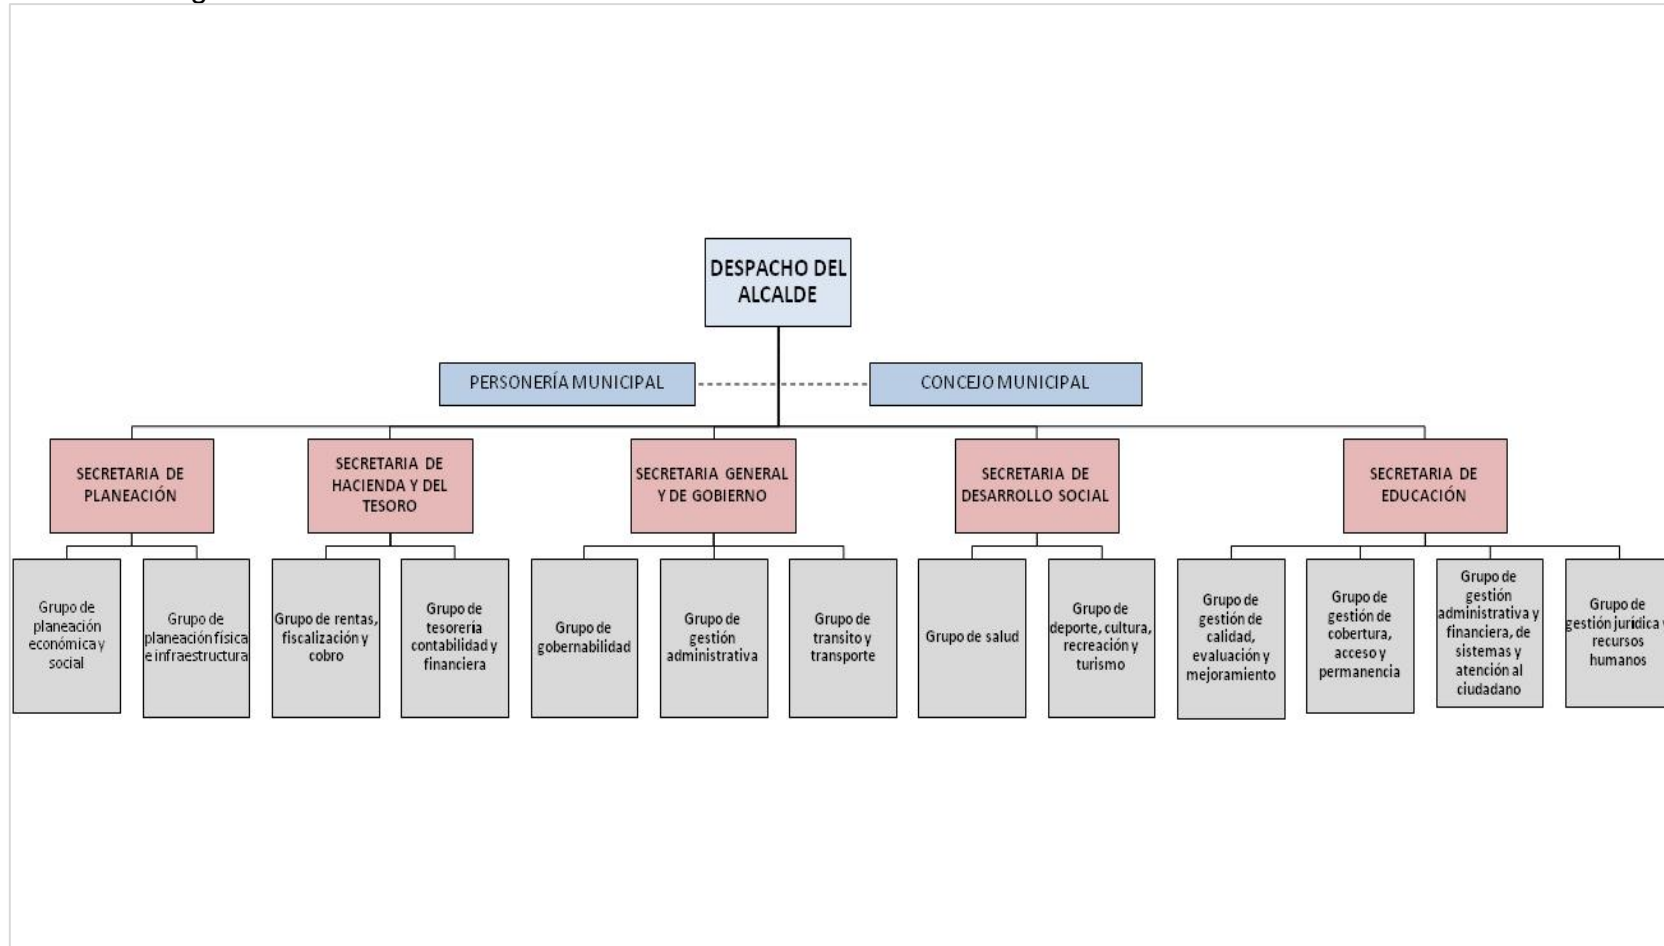 DESPACHO DEL
ALCALDE
PERSONERÍA MUNICIPAL
CONCEJO MUNICIPAL
SECRETARIA DE
PLANEACIÓN
SECRETARIA DE
HACIENDA Y DEL
TESORO
SECRETARIA GENERAL
Y DE GOBIERNO
SECRETARIA DE
DESARROLLO SOCIAL
SECRETARIA DE
EDUCACIÓN
Grupo de
planeación
económica y
social
Grupo de
planeación física
e infraestructura
Grupo de rentas,
fiscalización y
cobro
Grupo de
tesorería
contabilidad y
financiera
Grupo de
gobernabilidad
Grupo de
gestión
administrativa
Grupo de
transito y
transporte
Grupo de salud
Grupo de
deporte, cultura,
recreación y
turismo
Grupo de
gestión de
calidad,
evaluación y
mejoramiento
Grupo de
gestión de
cobertura,
acceso y
permanencia
Grupo de
gestión
administrativa y
financiera, de
sistemas y
atención al
ciudadano
Grupo de
gestión jurídica y
recursos
humanos